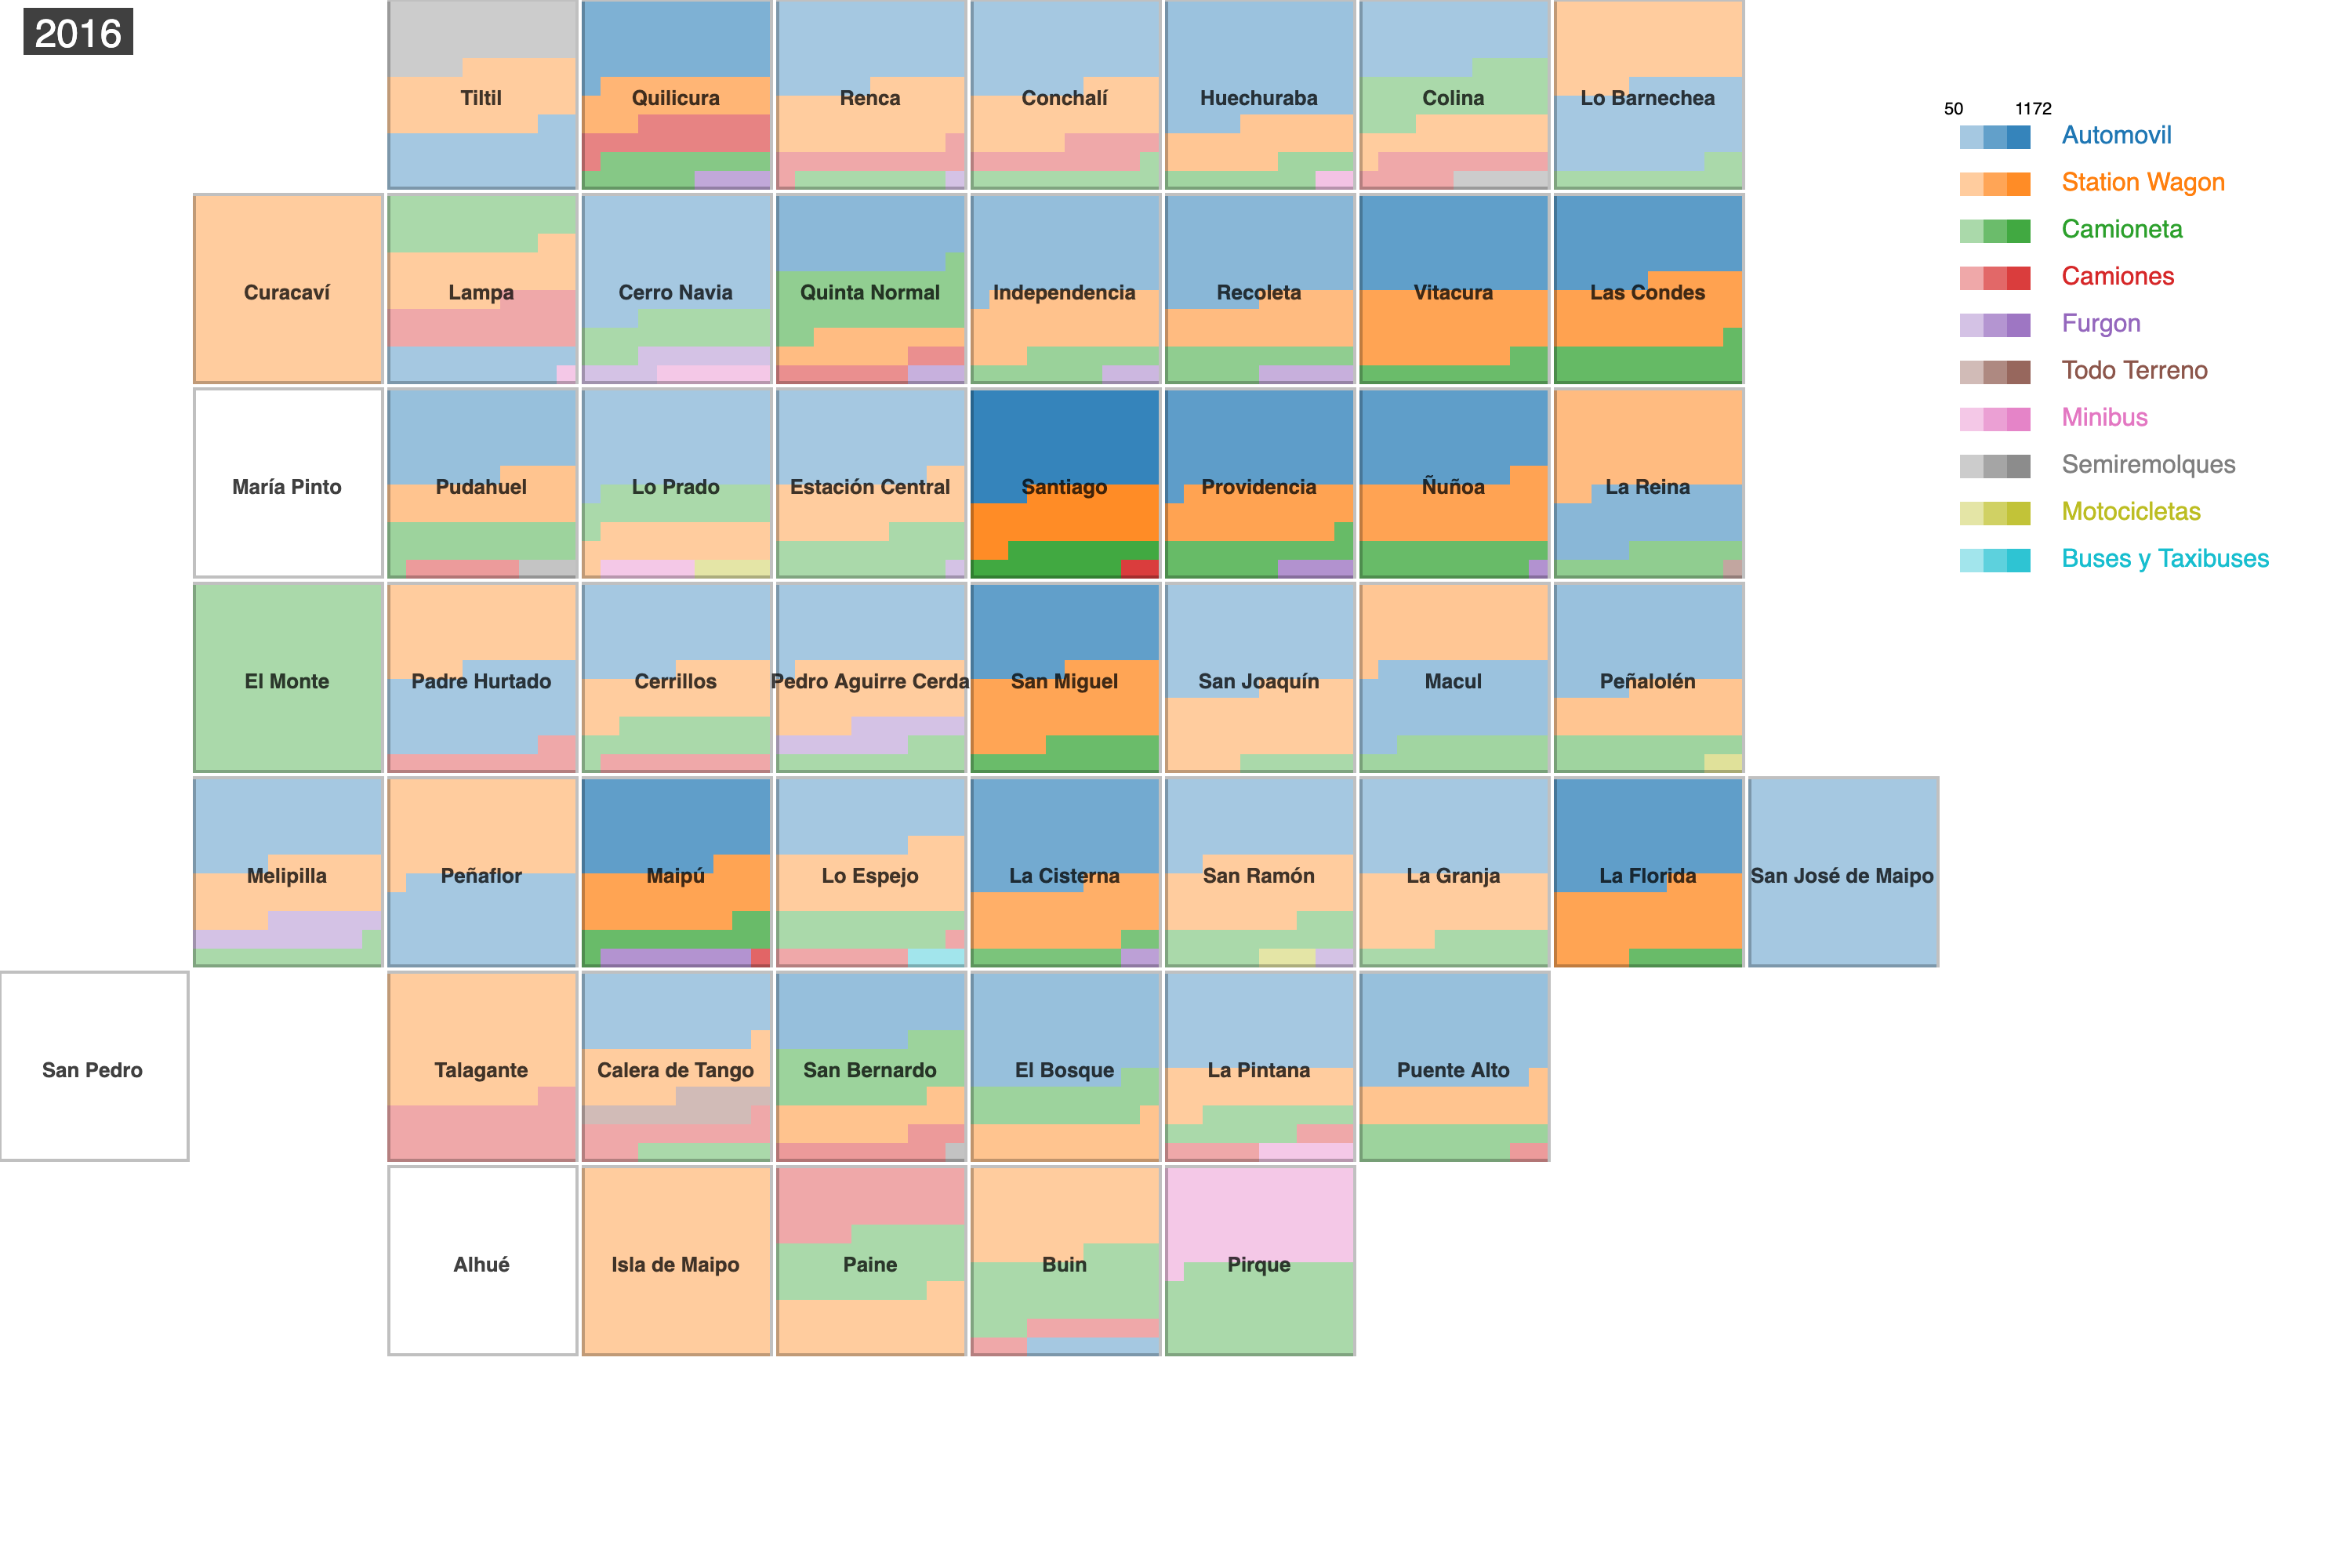 2016
Tiltil
Quilicura
Renca
Conchalí
Huechuraba
Colina
Lo Barnechea
50 1172
Automovil
Station Wagon
Camioneta
Camiones
Furgon
Todo Terreno
Minibus
Semiremolques
Motocicletas
Buses y Taxibuses
Curacaví
Lampa
Cerro Navia
Quinta Normal
Independencia
Recoleta
Vitacura
Las Condes
María Pinto
Pudahuel
Lo Prado
Estación Central
Santiago
Providencia
Ñuñoa
La Reina
El Monte
Padre Hurtado
Cerrillos
Pedro Aguirre Cerda
San Miguel
San Joaquín
Macul
Peñalolén
Melipilla
Peñaflor
Maipú
Lo Espejo
La Cisterna
San Ramón
La Granja
La Florida
San José de Maipo
San Pedro
Talagante
Calera de Tango
San Bernardo
El Bosque
La Pintana
Puente Alto
Alhué
Isla de Maipo
Paine
Buin
Pirque